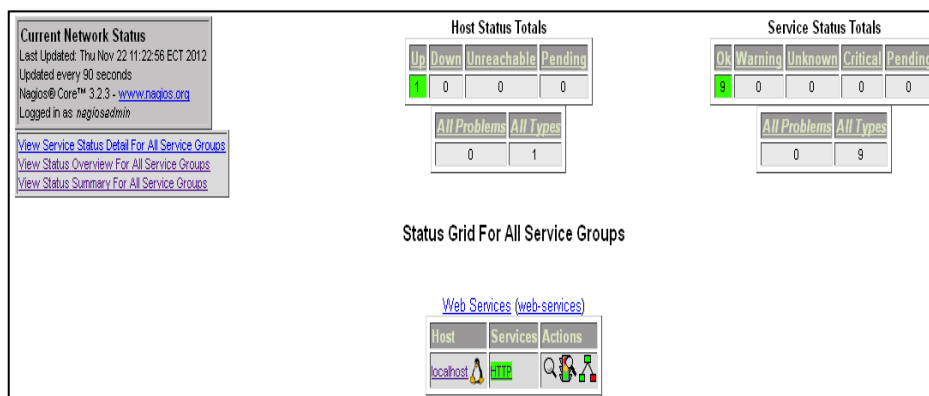 Current Network Status
Last Updated: Thu Nov 22 11:22:56 ECT 2012
Updated every 90 seconds
Nagios® Core™ 3.2.3 - www.nagios.org
Logged in as nagiosadmin
View Service Status Detail For All Service Groups
View Status Overview For All Service Groups
View Status Summary For All Service Groups
Host Status Totals
Up Down Unreachable Pending
1 0 0 0
All Problems All Types
0 1
Service Status Totals
Ok Warning Unknown Critical Pending
9 0 0 0 0
All Problems All Types
0 9
Status Grid For All Service Groups
Web Services (web-services)
Host Services Actions
localhost HTTP